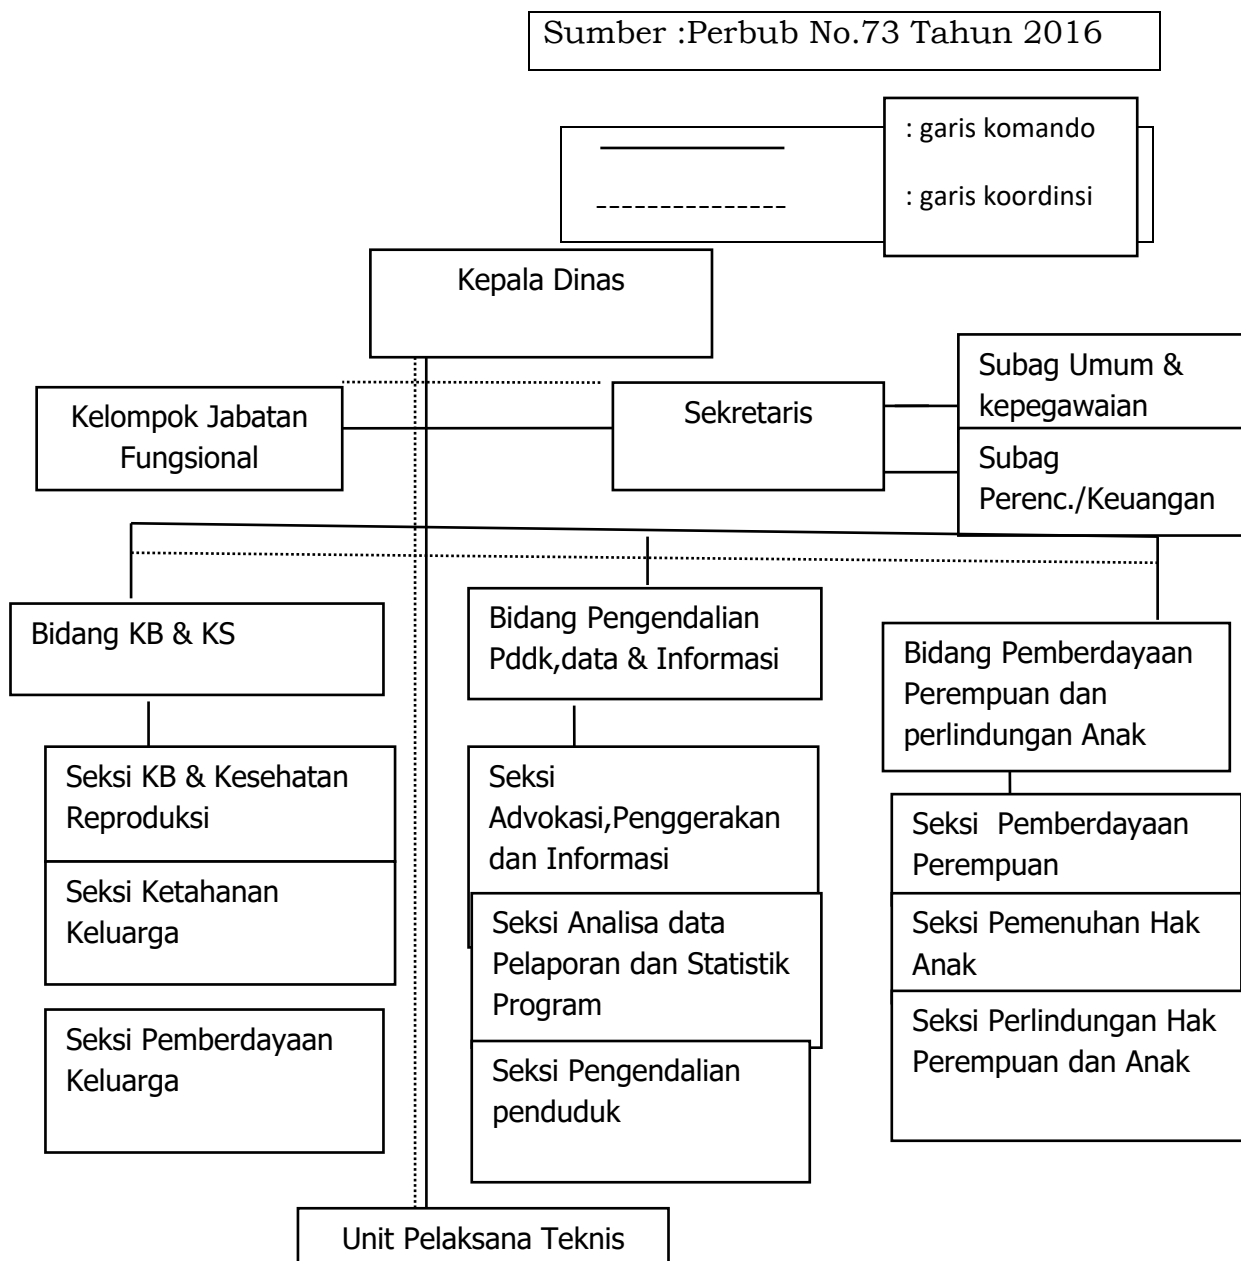 Sumber :Perbub No.73 Tahun 2016
: garis komando
: garis koordinsi
Kepala Dinas
Kelompok Jabatan
Fungsional
Sekretaris
Subag Umum &
kepegawaian
Subag
Perenc./Keuangan
Bidang KB & KS
Bidang Pengendalian
Pddk,data & Informasi
Bidang Pemberdayaan
Perempuan dan
perlindungan Anak
Seksi KB & Kesehatan
Reproduksi
Seksi Ketahanan
Keluarga
Seksi Pemberdayaan
Keluarga
Seksi
Advokasi,Penggerakan
dan Informasi
Seksi Analisa data
Pelaporan dan Statistik
Program
Seksi Pengendalian
penduduk
Seksi  Pemberdayaan
Perempuan
Seksi Pemenuhan Hak
Anak
Seksi Perlindungan Hak
Perempuan dan Anak
Unit Pelaksana Teknis